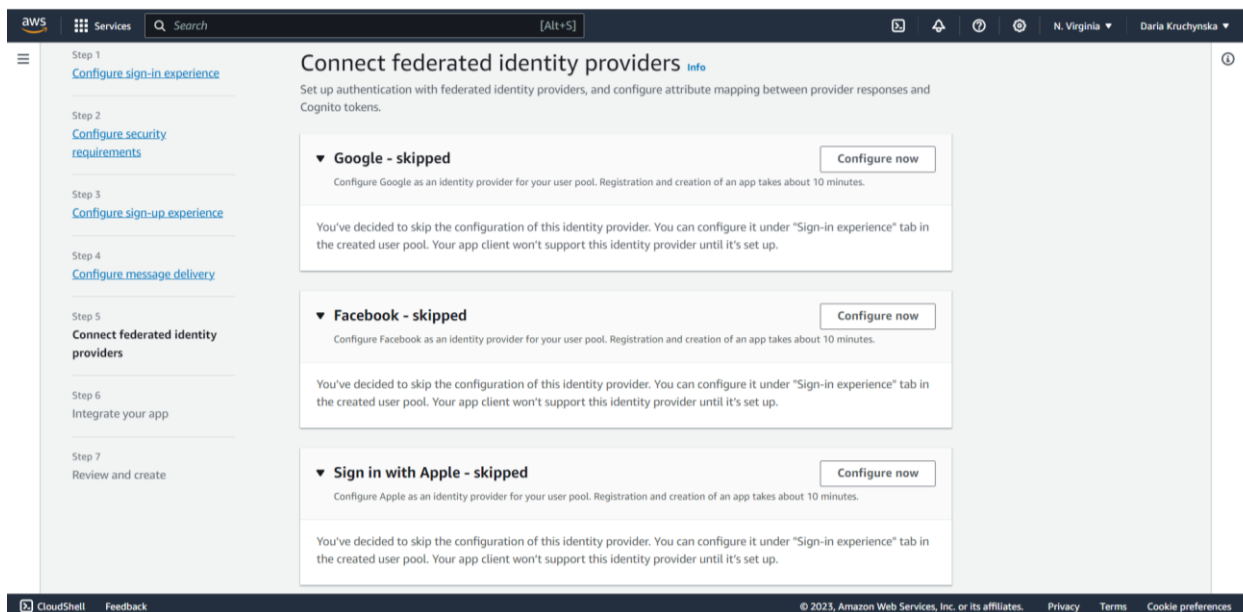 aws
Services
Search
[Alt+S]
N. Virginia ▼
Daria Kruchynska ▼
Step 1
Configure sign-in experience
Step 2
Configure security
requirements
Step 3
Configure sign-up experience
Step 4
Configure message delivery
Step 5
Connect federated identity
providers
Step 6
Integrate your app
Step 7
Review and create
Connect federated identity providers Info
Set up authentication with federated identity providers, and configure attribute mapping between provider responses and
Cognito tokens.
▼ Google - skipped
Configure now
Configure Google as an identity provider for your user pool. Registration and creation of an app takes about 10 minutes.
You've decided to skip the configuration of this identity provider. You can configure it under "Sign-in experience" tab in
the created user pool. Your app client won't support this identity provider until it's set up.
▼ Facebook - skipped
Configure now
Configure Facebook as an identity provider for your user pool. Registration and creation of an app takes about 10 minutes.
You've decided to skip the configuration of this identity provider. You can configure it under "Sign-in experience" tab in
the created user pool. Your app client won't support this identity provider until it's set up.
▼ Sign in with Apple - skipped
Configure now
Configure Apple as an identity provider for your user pool. Registration and creation of an app takes about 10 minutes.
You've decided to skip the configuration of this identity provider. You can configure it under "Sign-in experience" tab in
the created user pool. Your app client won't support this identity provider until it's set up.
CloudShell
Feedback
© 2023, Amazon Web Services, Inc. or its affiliates.
Privacy
Terms
Cookie preferences